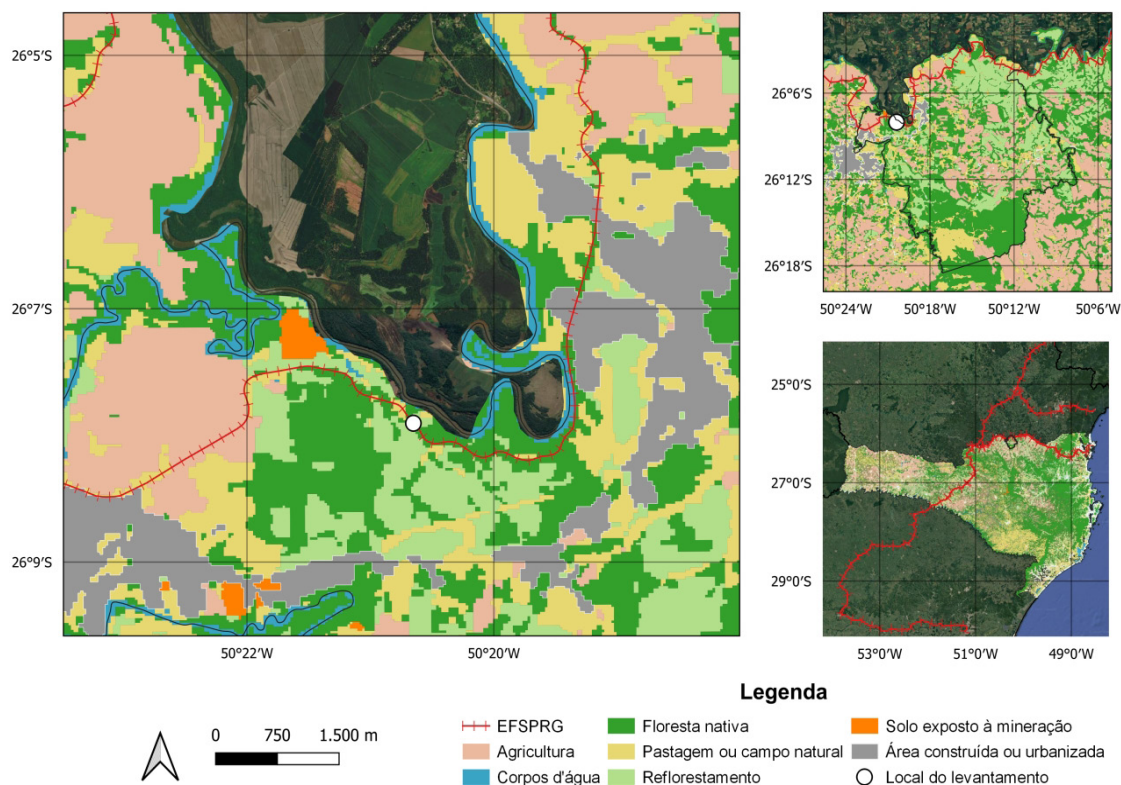 26°5'S
26°7'S
26°9'S
50°22'W
50°20'W
26°6'S
26°12'S
26°18'S
50°24'W
50°18'W
50°12'W
50°6'W
25°0'S
27°0'S
29°0'S
53°0'W
51°0'W
49°0'W
Legenda
0 750 1.500 m
EFSPRG
Agricultura
Corpos d'água
Floresta nativa
Pastagem ou campo natural
Reflorestamento
Solo exposto à mineração
Área construída ou urbanizada
Local do levantamento